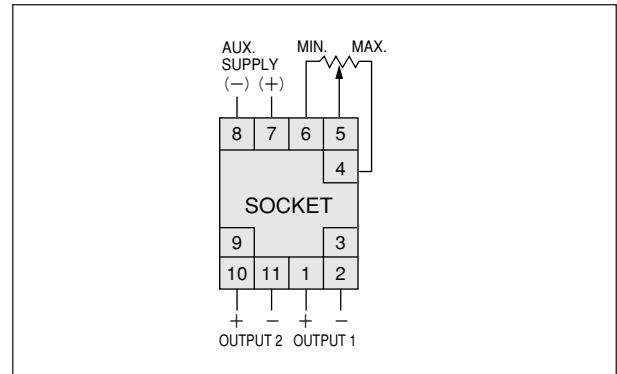 AUX. MIN. MAX.
SUPPLY
(−) (+)
8 7 6 5
4
SOCKET
9 3
10 11 1 2
+ − + −
OUTPUT 2 OUTPUT 1